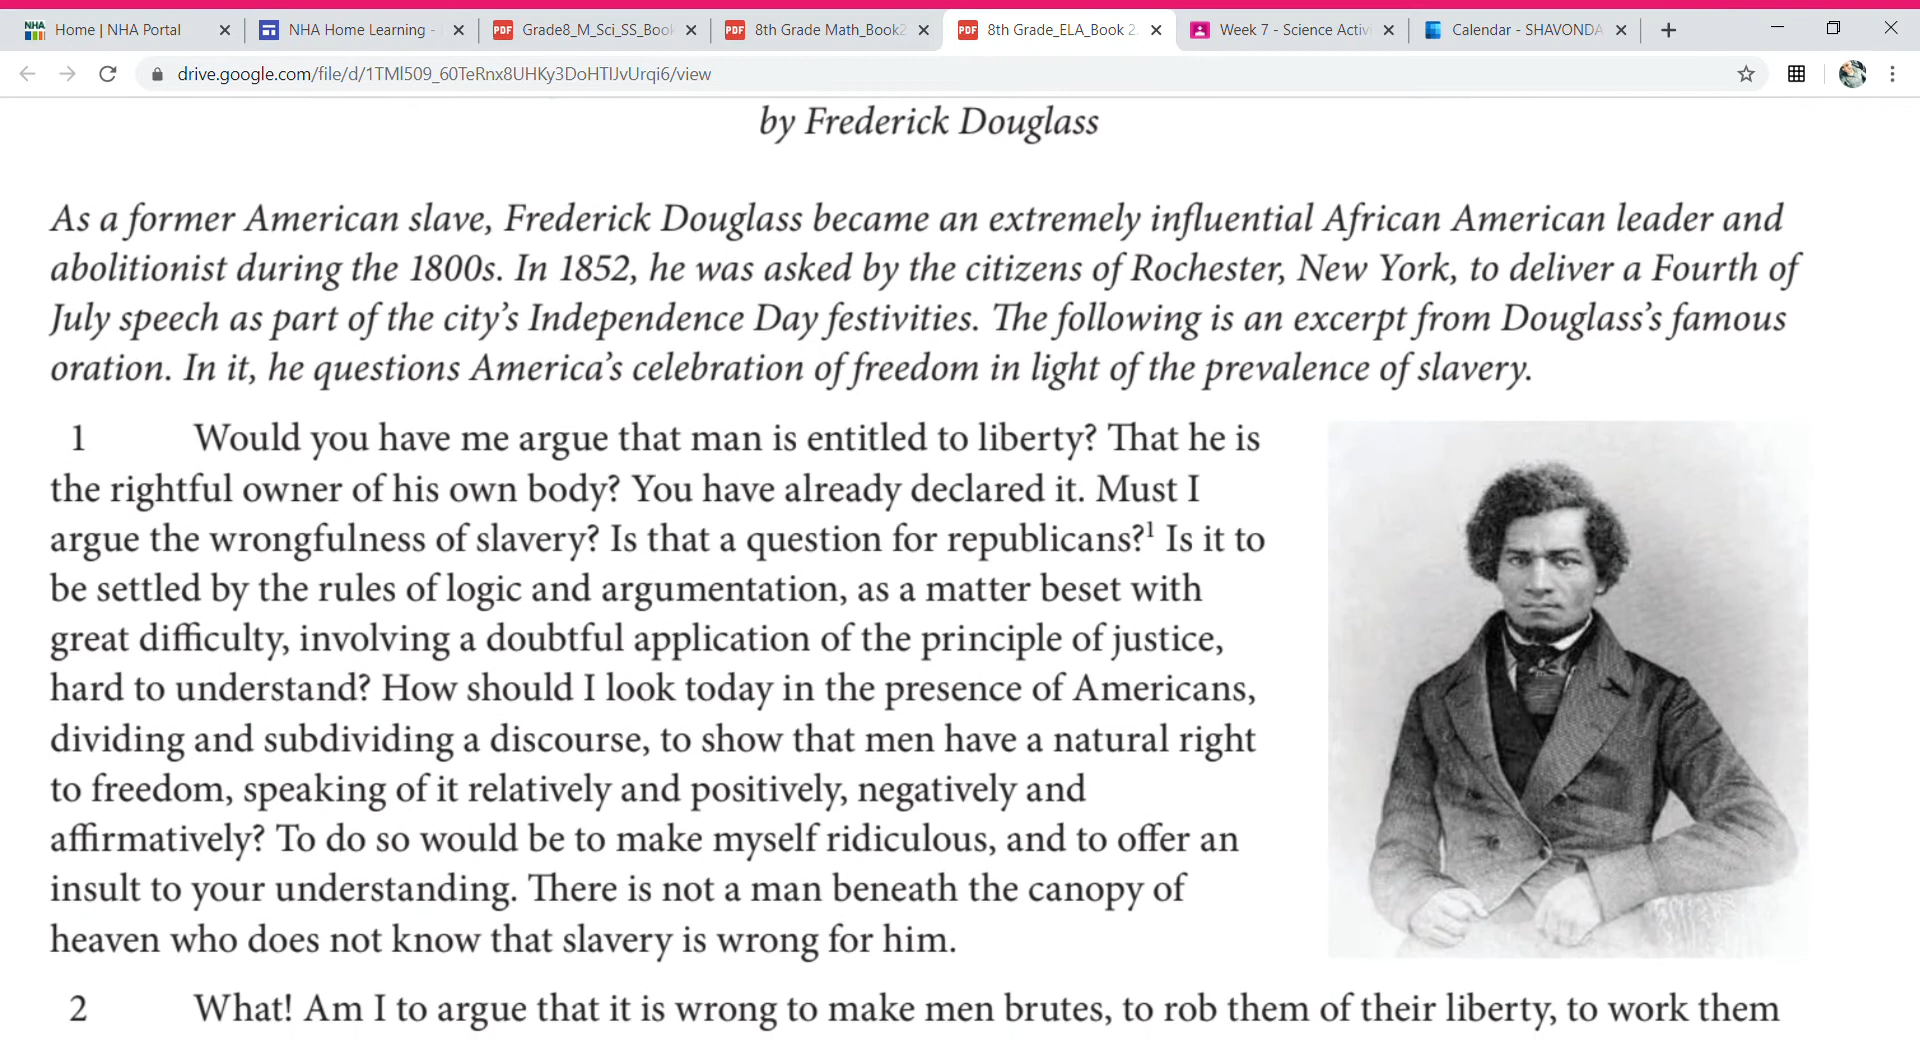 Home | NHA Portal
NHA Home Learning -
Grade8_M_Sci_SS_Book
8th Grade Math_Book2
8th Grade_ELA_Book 2.
Week 7 - Science Activi
Calendar - SHAVONDA
drive.google.com/file/d/1TMl509_60TeRnx8UHKy3DoHTlJvUrqi6/view
by Frederick Douglass
As a former American slave, Frederick Douglass became an extremely influential African American leader and
abolitionist during the 1800s. In 1852, he was asked by the citizens of Rochester, New York, to deliver a Fourth of
July speech as part of the city’s Independence Day festivities. The following is an excerpt from Douglass’s famous
oration. In it, he questions America’s celebration of freedom in light of the prevalence of slavery.
1 Would you have me argue that man is entitled to liberty? That he is
the rightful owner of his own body? You have already declared it. Must I
argue the wrongfulness of slavery? Is that a question for republicans?¹ Is it to
be settled by the rules of logic and argumentation, as a matter beset with
great difficulty, involving a doubtful application of the principle of justice,
hard to understand? How should I look today in the presence of Americans,
dividing and subdividing a discourse, to show that men have a natural right
to freedom, speaking of it relatively and positively, negatively and
affirmatively? To do so would be to make myself ridiculous, and to offer an
insult to your understanding. There is not a man beneath the canopy of
heaven who does not know that slavery is wrong for him.
2 What! Am I to argue that it is wrong to make men brutes, to rob them of their liberty, to work them